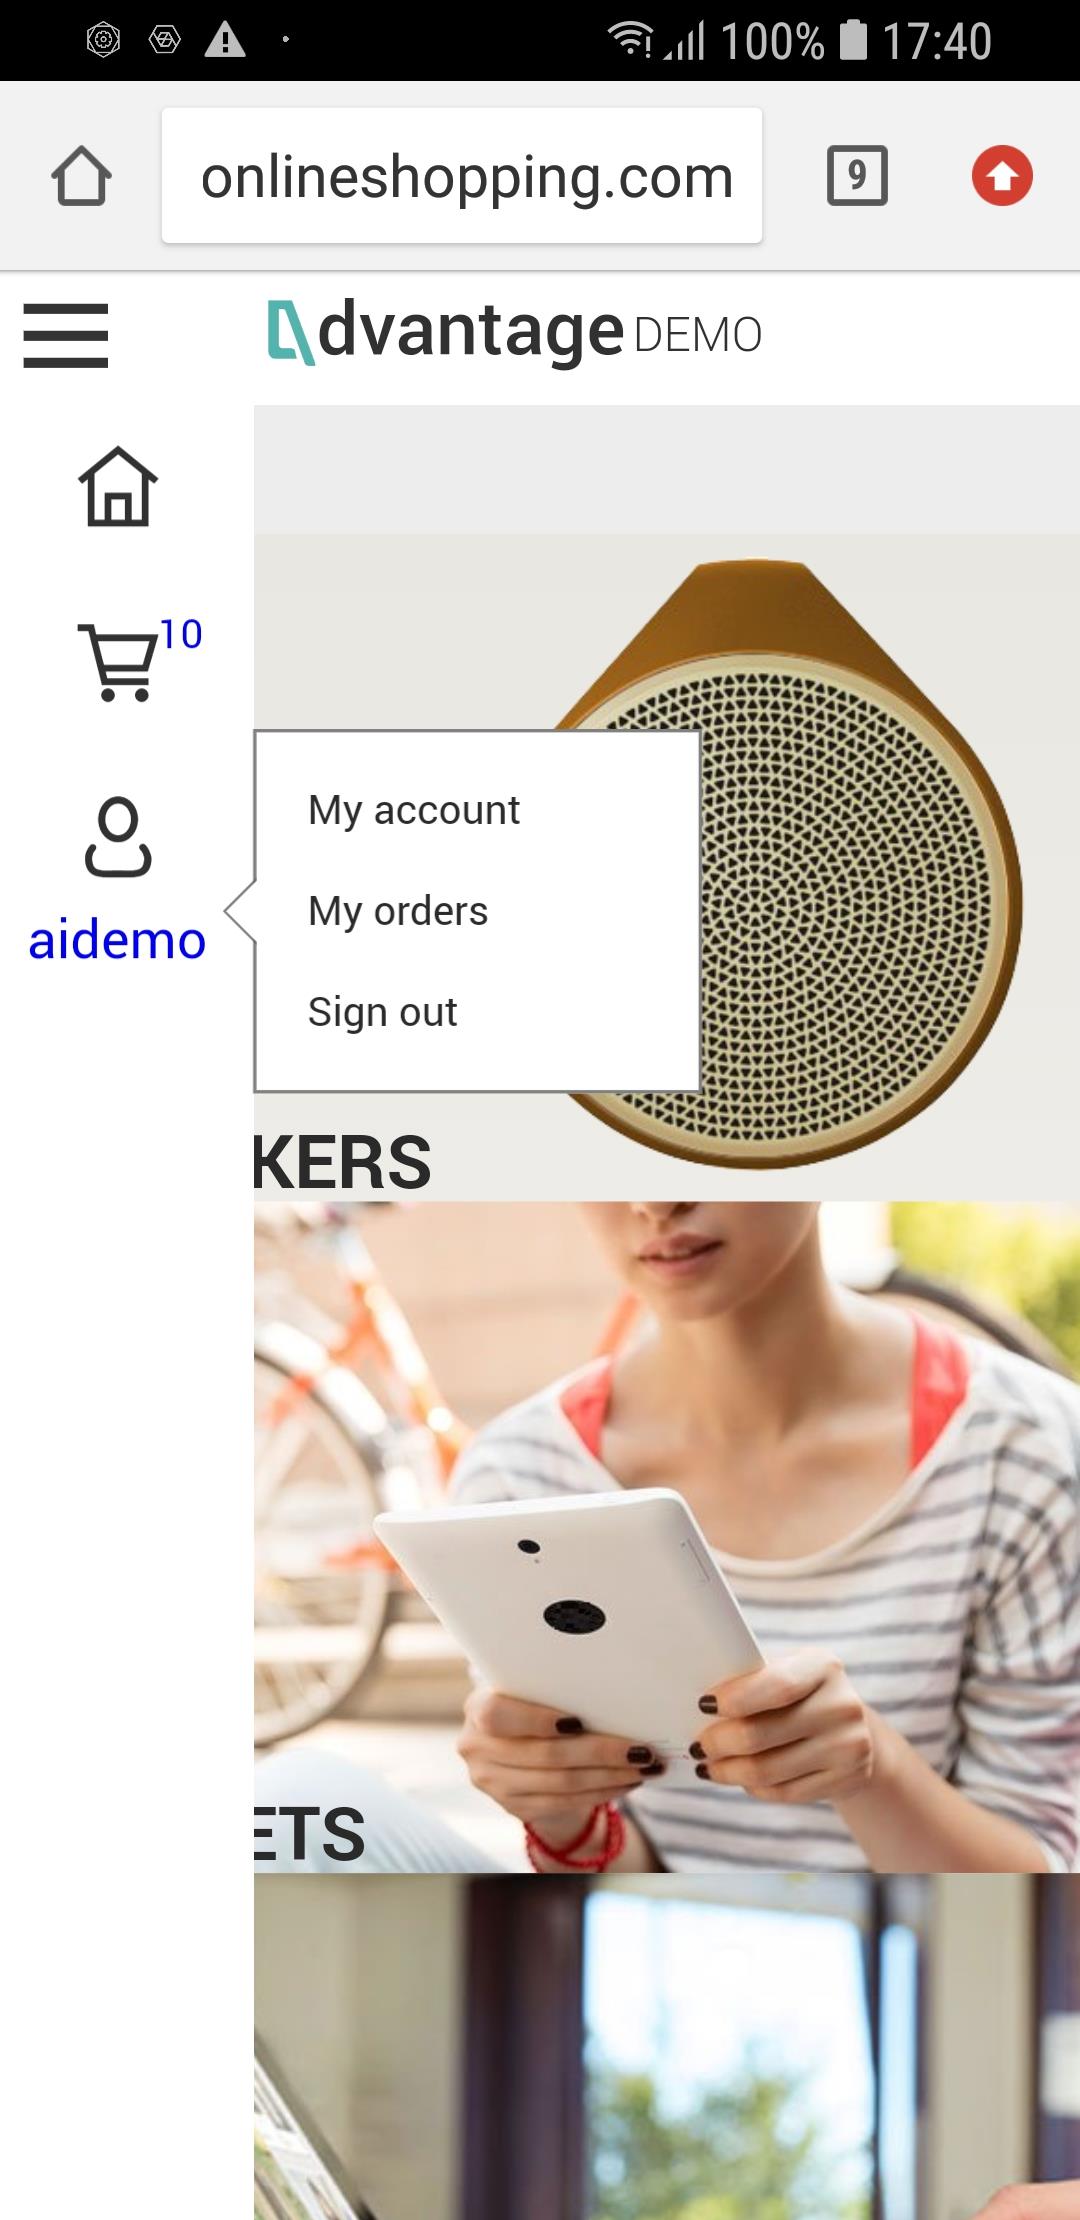 100% 17:40
onlineshopping.com
9
dvantage DEMO
10
My account
My orders
aidemo
Sign out
KERS
ETS